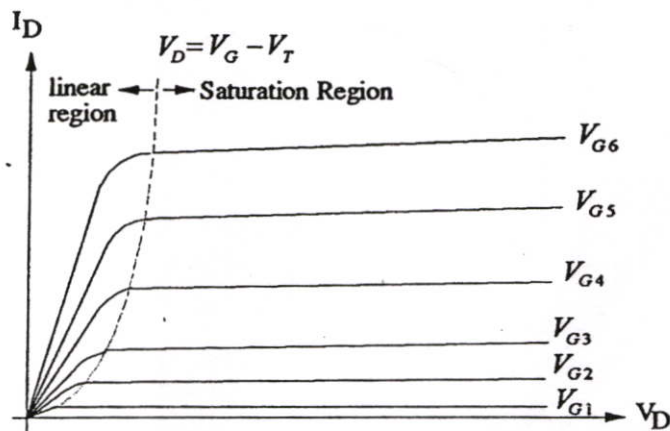 I_D
V_D = V_G − V_T
linear region
Saturation Region
V_G6
V_G5
V_G4
V_G3
V_G2
V_G1
V_D